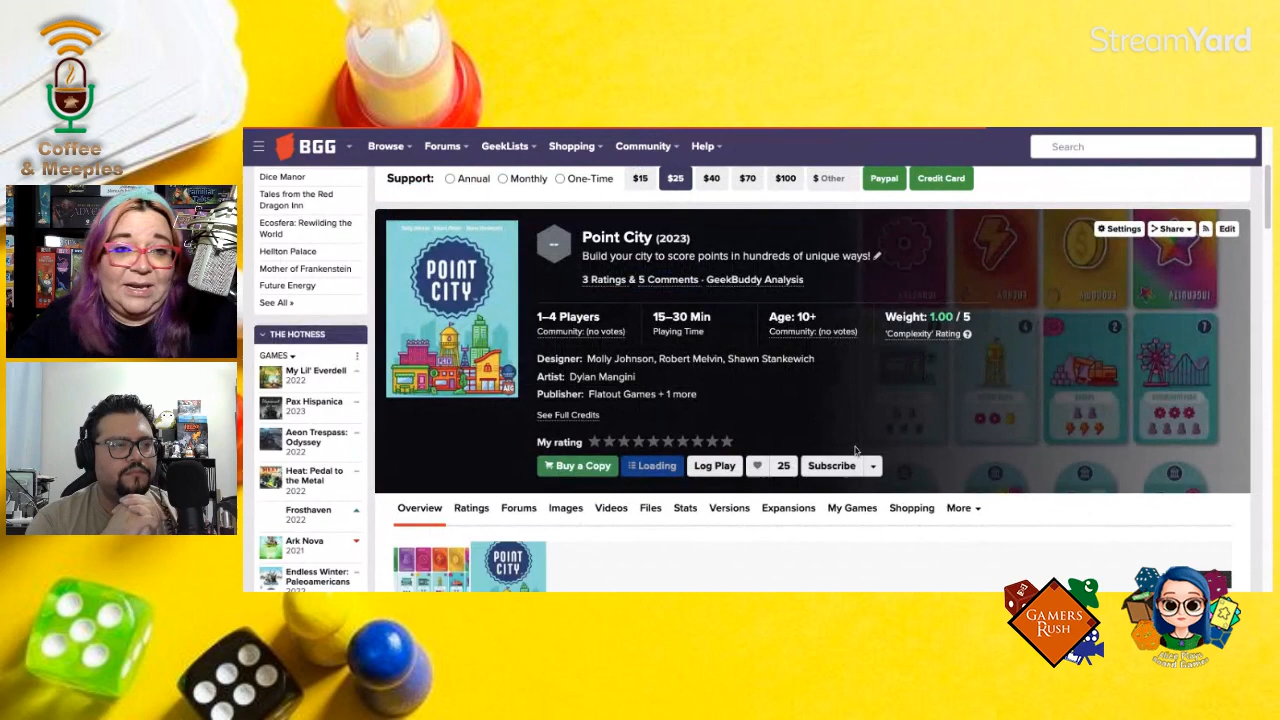 StreamYard
Coffee
& Meeples
BGG
Browse
Forums
GeekLists
Shopping
Community
Help
Search
Dice Manor
Tales from the Red
Dragon Inn
Ecosfera: Rewilding the
World
Hellton Palace
Mother of Frankenstein
Future Energy
See All »
THE HOTNESS
GAMES
My Lil' Everdell
2022
Pax Hispanica
2023
Aeon Trespass:
Odyssey
2022
Heat: Pedal to
the Metal
2022
Frosthaven
2022
Ark Nova
2021
Endless Winter:
Paleoamericans
2022
Support: Annual Monthly One-Time $15 $25 $40 $70 $100 $ Other Paypal Credit Card
POINT
CITY
--
Point City (2023)
Build your city to score points in hundreds of unique ways!
3 Ratings & 5 Comments · GeekBuddy Analysis
Settings Share Edit
1–4 Players 15–30 Min Age: 10+ Weight: 1.00 / 5
Community: (no votes) Playing Time Community: (no votes) 'Complexity' Rating
Designer: Molly Johnson, Robert Melvin, Shawn Stankewich
Artist: Dylan Mangini
Publisher: Flatout Games + 1 more
See Full Credits
My rating
Buy a Copy Loading Log Play 25 Subscribe
Overview Ratings Forums Images Videos Files Stats Versions Expansions My Games Shopping More
POINT
CITY
GAMERS
RUSH
Board Games